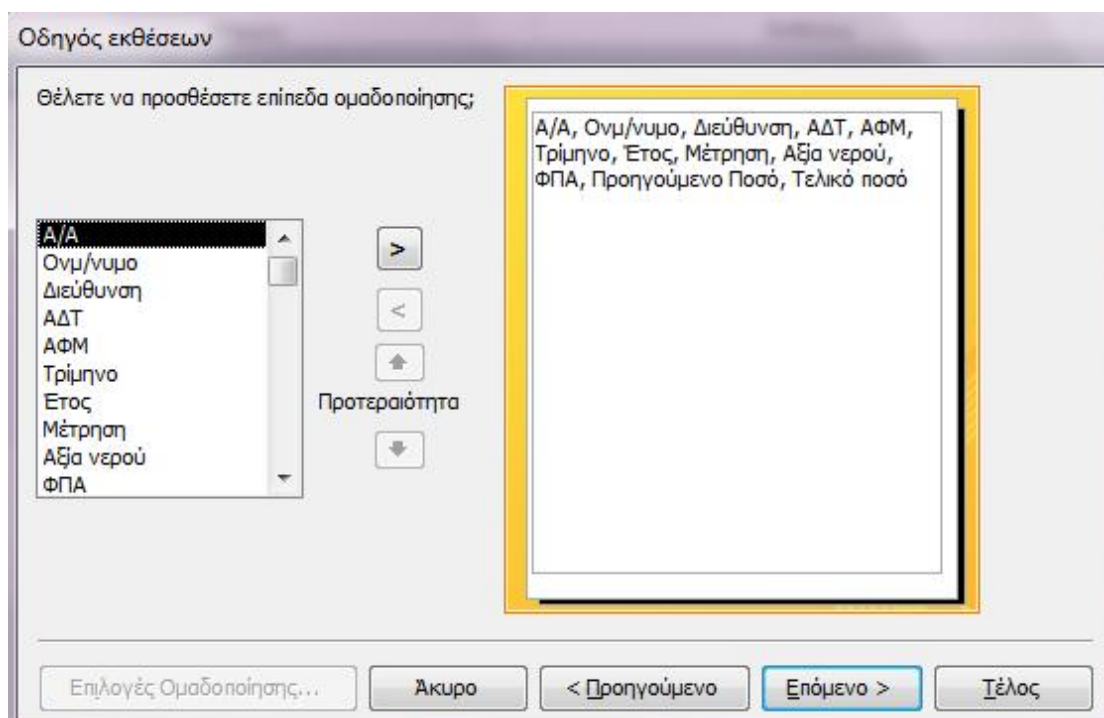 Οδηγός εκθέσεων
Θέλετε να προσθέσετε επίπεδα ομαδοποίησης;
Α/Α, Ονμ/νυμο, Διεύθυνση, ΑΔΤ, ΑΦΜ,
Τρίμηνο, Έτος, Μέτρηση, Αξία νερού,
ΦΠΑ, Προηγούμενο Ποσό, Τελικό ποσό
Α/Α
Ονμ/νυμο
Διεύθυνση
ΑΔΤ
ΑΦΜ
Τρίμηνο
Έτος
Μέτρηση
Αξία νερού
ΦΠΑ
>
<
Προτεραιότητα
Επιλογές Ομαδοποίησης...
Άκυρο
< Προηγούμενο
Επόμενο >
Τέλος